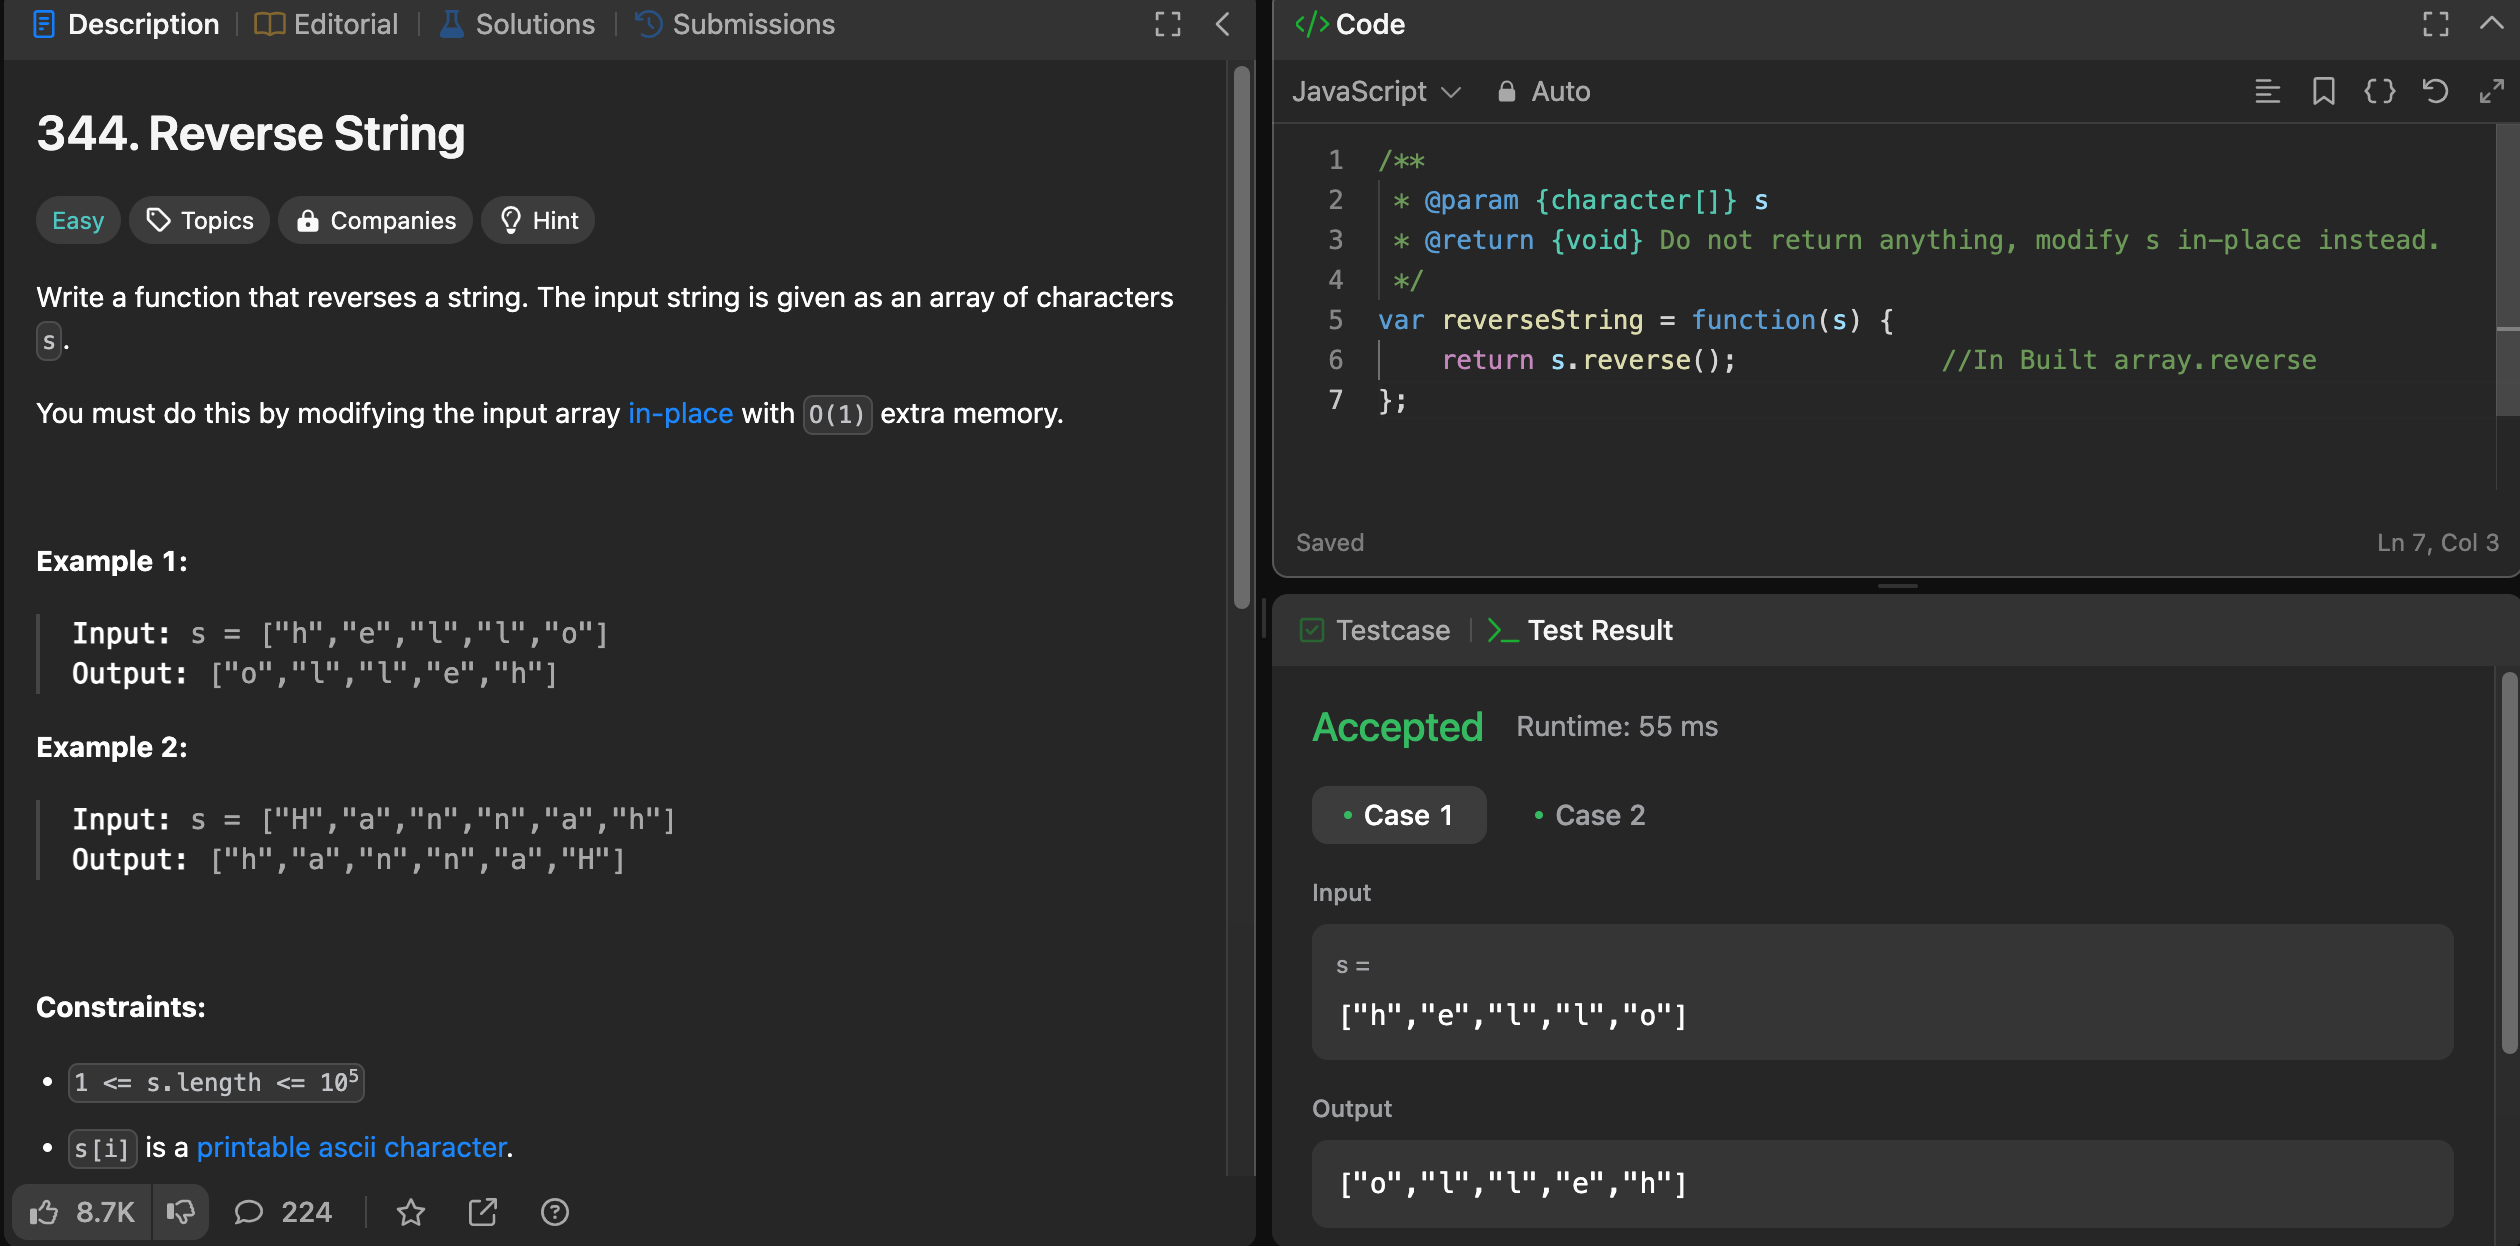 Description
Editorial
Solutions
Submissions
344. Reverse String
Easy
Topics
Companies
Hint
Write a function that reverses a string. The input string is given as an array of characters
s.
You must do this by modifying the input array in-place with O(1) extra memory.
Example 1:
Input: s = ["h","e","l","l","o"]
Output: ["o","l","l","e","h"]
Example 2:
Input: s = ["H","a","n","n","a","h"]
Output: ["h","a","n","n","a","H"]
Constraints:
• 1 <= s.length <= 10⁵
• s[i] is a printable ascii character.
8.7K
224
</> Code
JavaScript
Auto
1 /**
2  * @param {character[]} s
3  * @return {void} Do not return anything, modify s in-place instead.
4  */
5 var reverseString = function(s) {
6     return s.reverse();             //In Built array.reverse
7 };
Saved
Ln 7, Col 3
Testcase
>_ Test Result
Accepted
Runtime: 55 ms
• Case 1
• Case 2
Input
s =
["h","e","l","l","o"]
Output
["o","l","l","e","h"]